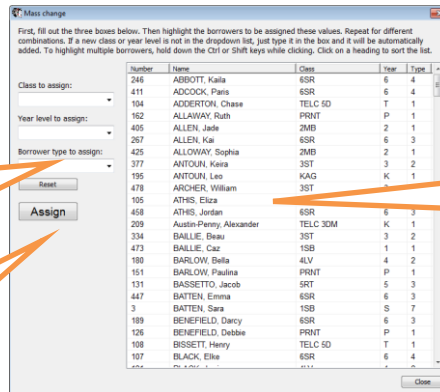 Mass change
First, fill out the three boxes below. Then highlight the borrowers to be assigned these values. Repeat for different
combinations. If a new class or year level is not in the dropdown list, just type it in the box and it will be automatically
added. To highlight multiple borrowers, hold down the Ctrl or Shift keys while clicking. Click on a heading to sort the list.
Class to assign:
Year level to assign:
Borrower type to assign:
Reset
Assign
Number Name Class Year Type
246 ABBOTT, Kaila 6SR 6 4
411 ADCOCK, Paris 6SR 6 4
104 ADDERTON, Chase TELC 5D T 1
162 ALLAWAY, Ruth PRNT P 1
405 ALLEN, Jade 2MB 2 1
267 ALLEN, Kai 6SR 6 3
425 ALLOWAY, Sophia 2MB 2 1
377 ANTOUN, Keira 3ST 3 2
195 ANTOUN, Leo KAG K 1
478 ARCHER, William 3ST
105 ATHIS, Eliza
458 ATHIS, Jordan 6SR 6 3
209 Austin-Penny, Alexander TELC 3DM K 1
334 BAILLIE, Beau 3ST 3 2
473 BAILLIE, Caz 1SB 1 1
180 BARLOW, Bella 4LV 4 2
151 BARLOW, Paulina PRNT P 1
131 BASSETTO, Jacob 5RT 5 3
447 BATTEN, Emma 6SR 6 3
3 BATTEN, Sara 1SB S 7
189 BENEFIELD, Darcy 6SR 6 3
126 BENEFIELD, Debbie PRNT P 1
108 BISSETT, Henry TELC 5D T 1
107 BLACK, Elke 6SR 6 4
Close